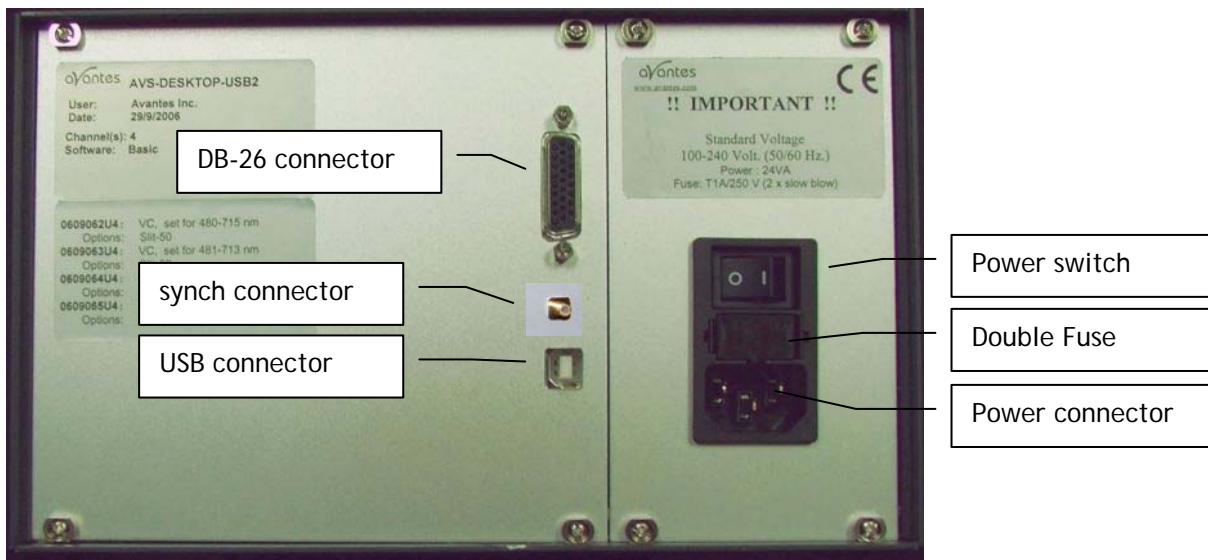 avantes AVS-DESKTOP-USB2
User: Avantes Inc.
Date: 29/9/2006
Channel(s): 4
Software: Basic
0609062U4: VC, set for 480-715 nm
Options: Slit-50
0609063U4: VC, set for 481-713 nm
Options:
0609064U4:
Options:
0609065U4:
Options:
DB-26 connector
synch connector
USB connector
avantes
www.avantes.com
CE
!! IMPORTANT !!
Standard Voltage
100-240 Volt. (50/60 Hz.)
Power : 24VA
Fuse: T1A/250 V (2 x slow blow)
O I
Power switch
Double Fuse
Power connector